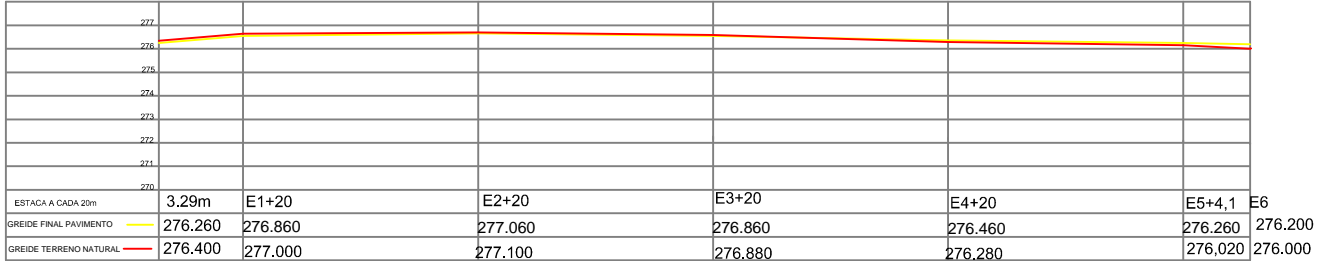 277
276
275
274
273
272
271
270
ESTACA A CADA 20m 3.29m E1+20 E2+20 E3+20 E4+20 E5+4,1 E6
GREIDE FINAL PAVIMENTO 276.260 276.860 277.060 276.860 276.460 276.260 276.200
GREIDE TERRENO NATURAL 276.400 277.000 277.100 276.880 276.280 276,020 276.000